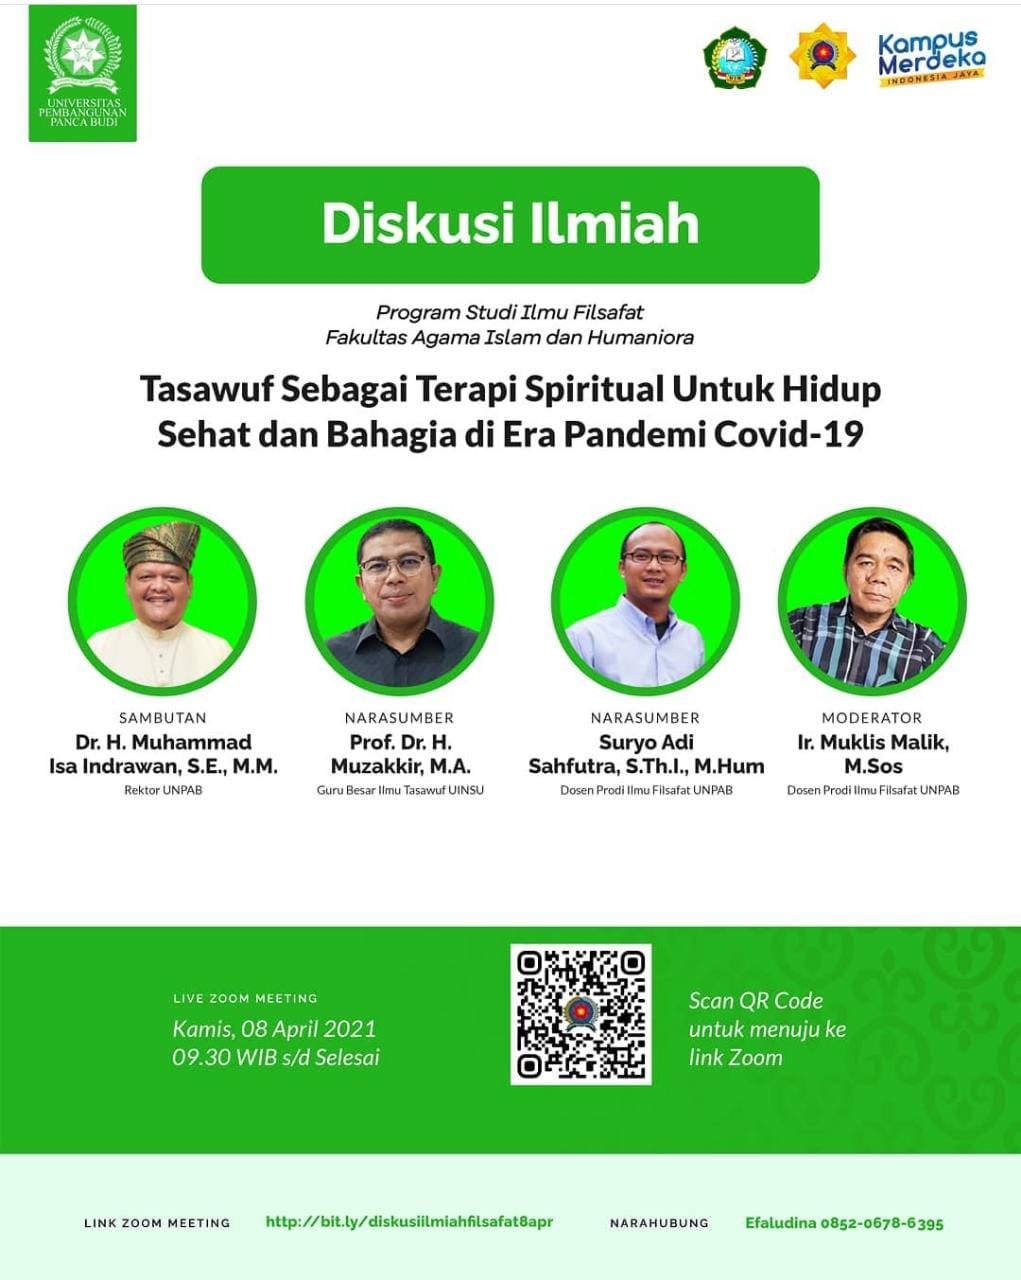 UNIVERSITAS
PEMBANGUNAN
PANCA BUDI
Kampus
Merdeka
INDONESIA JAYA
Diskusi Ilmiah
Program Studi Ilmu Filsafat
Fakultas Agama Islam dan Humaniora
Tasawuf Sebagai Terapi Spiritual Untuk Hidup
Sehat dan Bahagia di Era Pandemi Covid-19
SAMBUTAN
Dr. H. Muhammad
Isa Indrawan, S.E., M.M.
Rektor UNPAB
NARASUMBER
Prof. Dr. H.
Muzakkir, M.A.
Guru Besar Ilmu Tasawuf UINSU
NARASUMBER
Suryo Adi
Sahfutra, S.Th.I., M.Hum
Dosen Prodi Ilmu Filsafat UNPAB
MODERATOR
Ir. Muklis Malik,
M.Sos
Dosen Prodi Ilmu Filsafat UNPAB
LIVE ZOOM MEETING
Kamis, 08 April 2021
09.30 WIB s/d Selesai
Scan QR Code
untuk menuju ke
link Zoom
LINK ZOOM MEETING
http://bit.ly/diskusiilmiahfilsafat8apr
NARAHUBUNG
Efaludina 0852-0678-6395